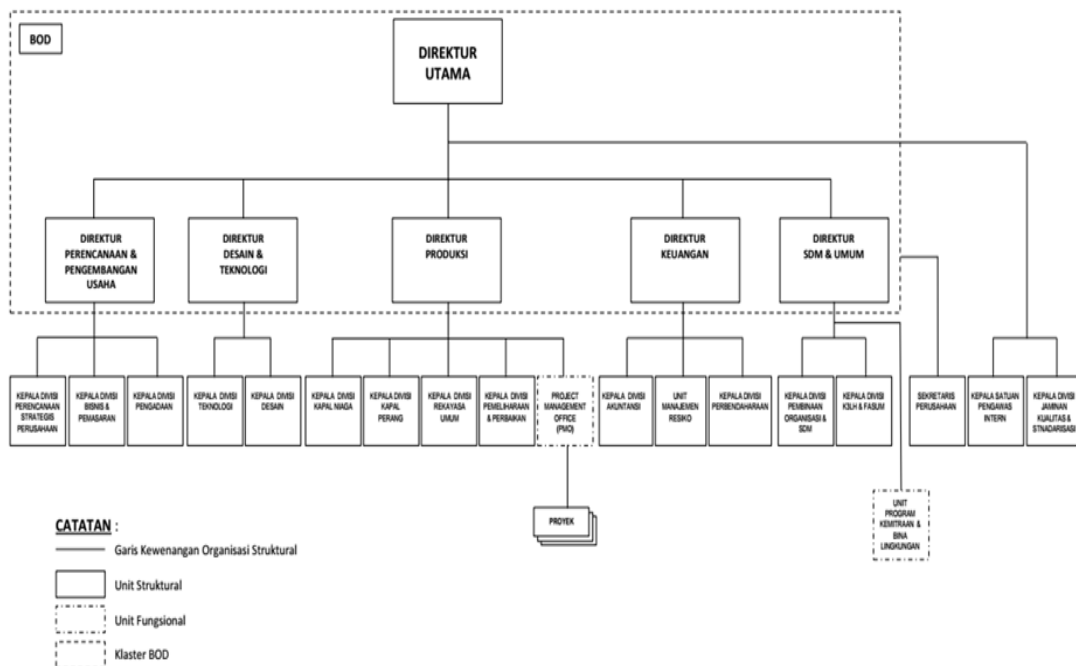 BOD
DIREKTUR
UTAMA
DIREKTUR
PERENCANAAN &
PENGEMBANGAN
USAHA
DIREKTUR
DESAIN &
TEKNOLOGI
DIREKTUR
PRODUKSI
DIREKTUR
KEUANGAN
DIREKTUR
SDM & UMUM
KEPALA DIVISI
PERENCANAAN
STRATEGIS
PERUSAHAAN
KEPALA DIVISI
BISNIS &
PEMASARAN
KEPALA DIVISI
PENGADAAN
KEPALA DIVISI
TEKNOLOGI
KEPALA DIVISI
DESAIN
KEPALA DIVISI
KAPAL NIAGA
KEPALA DIVISI
KAPAL
PERANG
KEPALA DIVISI
REKAYASA
UMUM
KEPALA DIVISI
PEMELIHARAAN
& PERBAIKAN
PROJECT
MANAGEMENT
OFFICE
(PMO)
KEPALA DIVISI
AKUNTANSI
UNIT
MANAJEMEN
RESIKO
KEPALA DIVISI
PERBENDAHARAAN
KEPALA DIVISI
PEMBINAAN
ORGANISASI &
SDM
KEPALA DIVISI
K3LH & FASUM
SEKRETARIS
PERUSAHAAN
KEPALA SATUAN
PENGAWAS
INTERN
KEPALA DIVISI
JAMINAN
KUALITAS &
STNADARISASI
PROYEK
UNIT
PROGRAM
KEMITRAAN &
BINA
LINGKUNGAN
CATATAN :
Garis Kewenangan Organisasi Struktural
Unit Struktural
Unit Fungsional
Klaster BOD